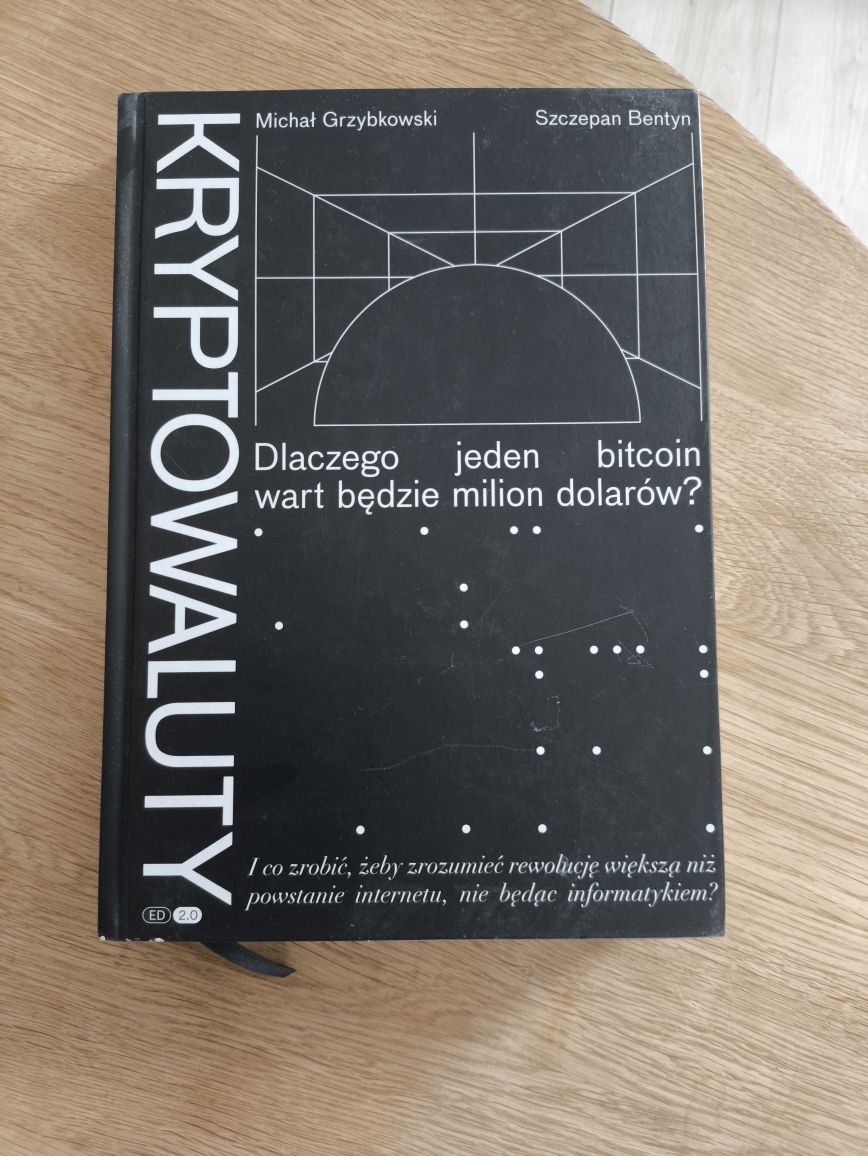 KRYPTOWALUTY
Michał Grzybkowski
Szczepan Bentyn
Dlaczego jeden bitcoin
wart będzie milion dolarów?
I co zrobić, żeby zrozumieć rewolucję większą niż
powstanie internetu, nie będąc informatykiem?
ED 2.0